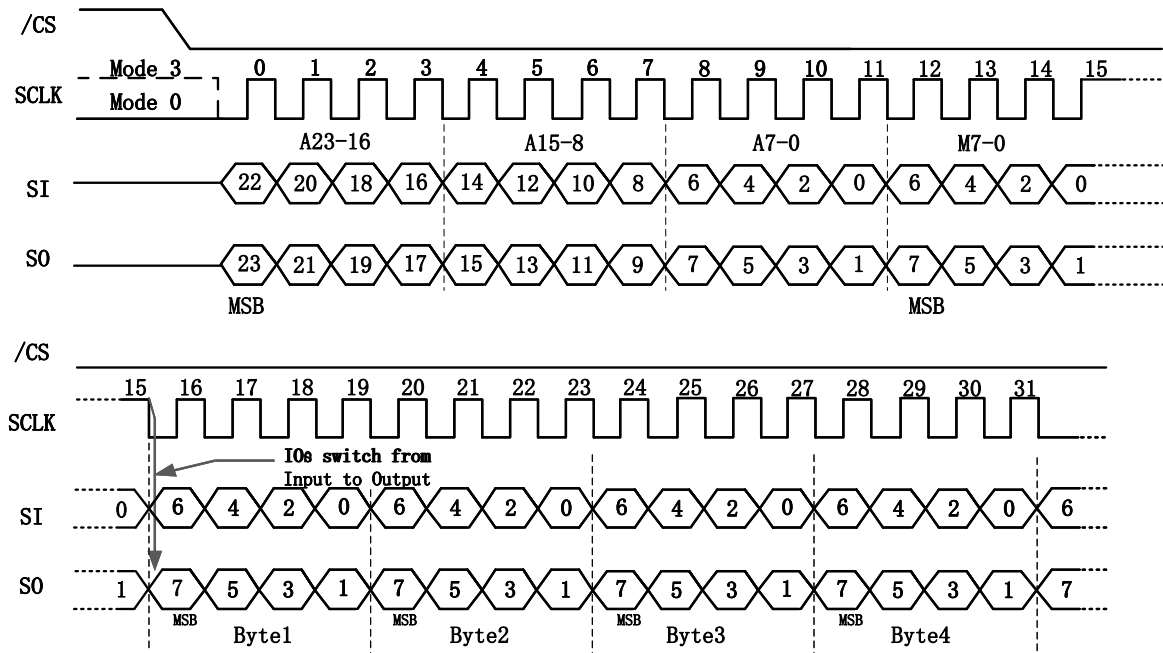 /CS
Mode 3 0 1 2 3 4 5 6 7 8 9 10 11 12 13 14 15
SCLK
Mode 0
A23-16 A15-8 A7-0 M7-0
SI 22 20 18 16 14 12 10 8 6 4 2 0 6 4 2 0
SO 23 21 19 17 15 13 11 9 7 5 3 1 7 5 3 1
MSB MSB
/CS
15 16 17 18 19 20 21 22 23 24 25 26 27 28 29 30 31
SCLK
IOs switch from
Input to Output
SI 0 6 4 2 0 6 4 2 0 6 4 2 0 6 4 2 0 6
SO 1 7 5 3 1 7 5 3 1 7 5 3 1 7 5 3 1 7
MSB MSB MSB MSB
Byte1 Byte2 Byte3 Byte4